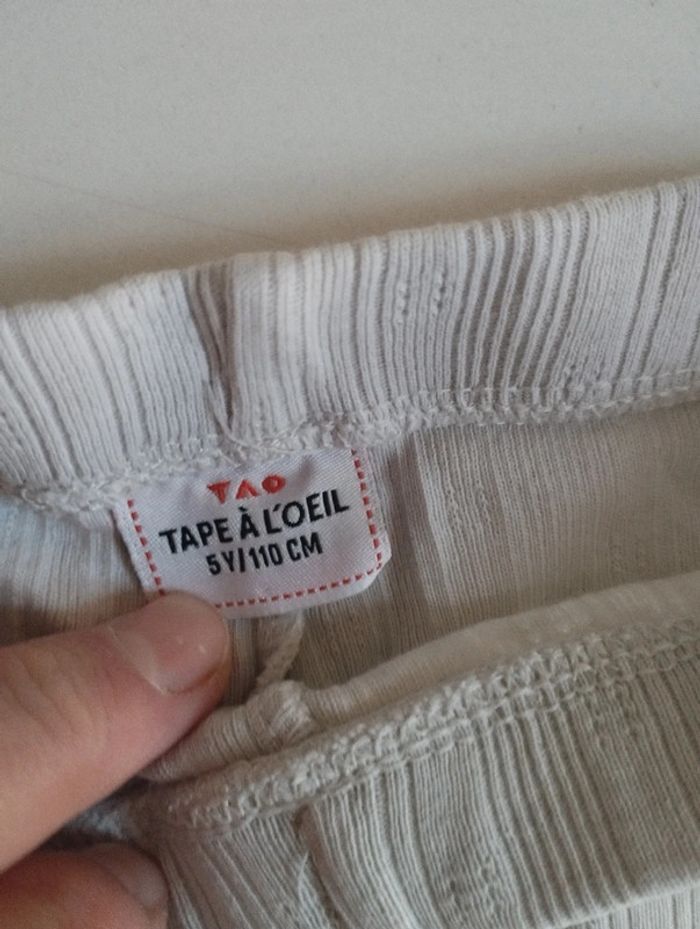 TAO
TAPE À L'OEIL
5Y/110 CM